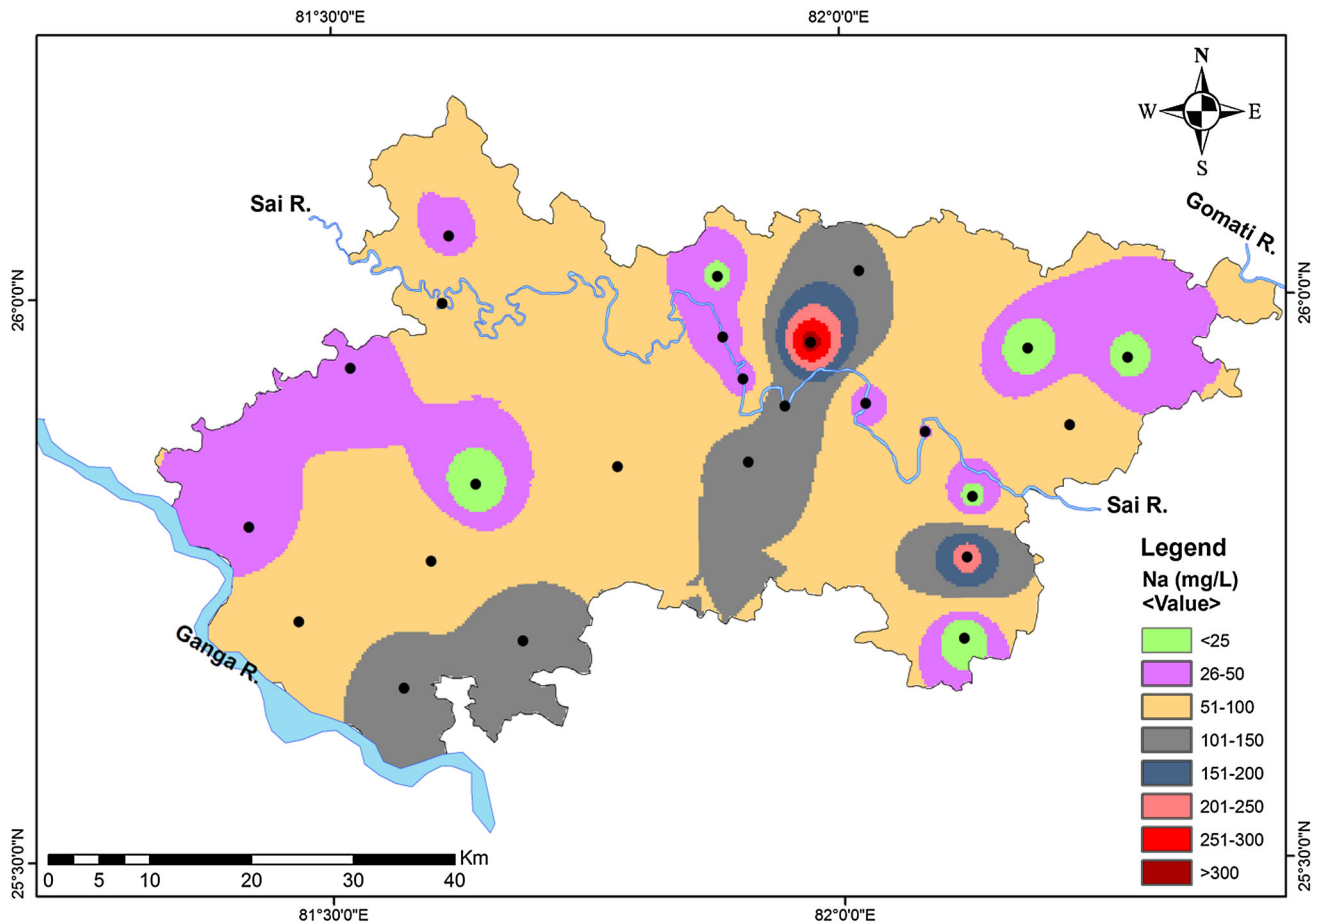 81°30'0"E
82°0'0"E
N
W
E
S
Sai R.
Gomati R.
26°0'0"N
26°0'0"N
Sai R.
Ganga R.
Legend
Na (mg/L)
<Value>
<25
26-50
51-100
101-150
151-200
201-250
251-300
>300
25°30'0"N
25°30'0"N
Km
0 5 10 20 30 40
81°30'0"E
82°0'0"E